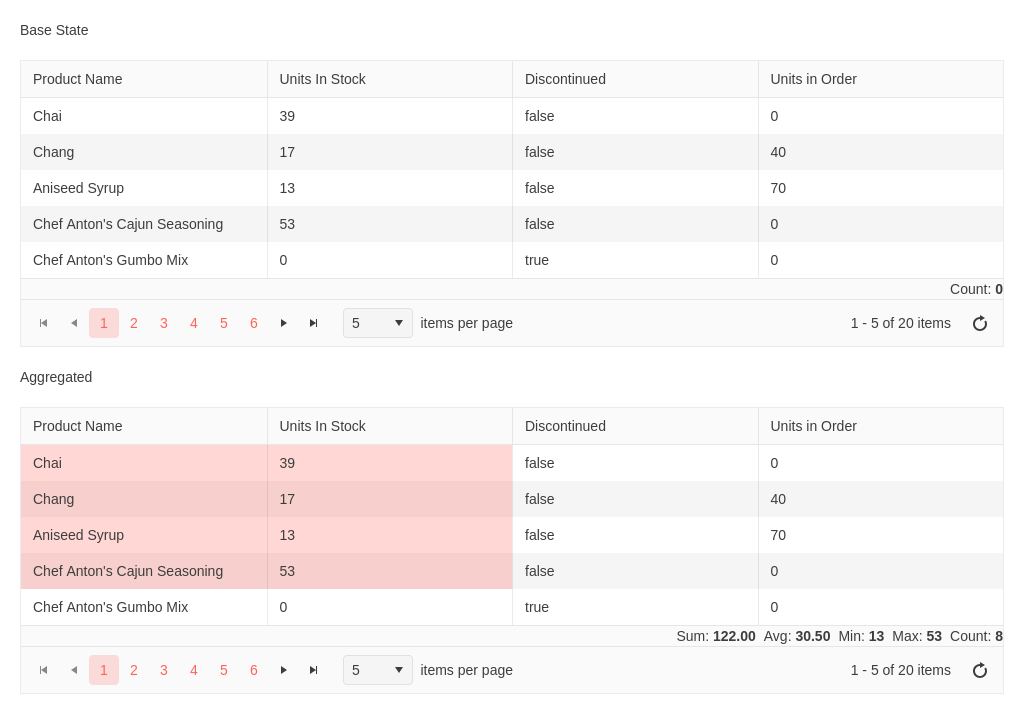 Base State
Product Name Units In Stock Discontinued Units in Order
Chai 39 false 0
Chang 17 false 40
Aniseed Syrup 13 false 70
Chef Anton's Cajun Seasoning 53 false 0
Chef Anton's Gumbo Mix 0 true 0
Count: 0
1 2 3 4 5 6 5 items per page 1 - 5 of 20 items
Aggregated
Product Name Units In Stock Discontinued Units in Order
Chai 39 false 0
Chang 17 false 40
Aniseed Syrup 13 false 70
Chef Anton's Cajun Seasoning 53 false 0
Chef Anton's Gumbo Mix 0 true 0
Sum: 122.00 Avg: 30.50 Min: 13 Max: 53 Count: 8
1 2 3 4 5 6 5 items per page 1 - 5 of 20 items